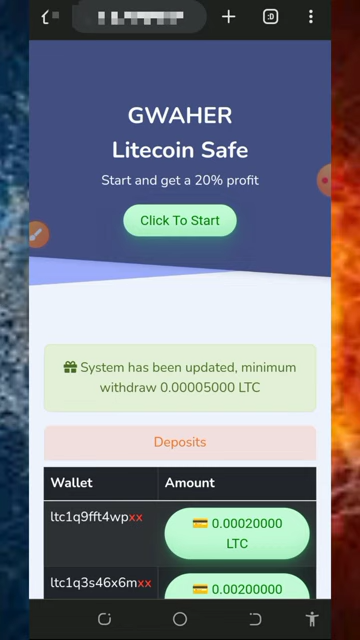 :D
GWAHER
Litecoin Safe
Start and get a 20% profit
Click To Start
System has been updated, minimum
withdraw 0.00005000 LTC
Deposits
Wallet Amount
ltc1q9fft4wpxx 0.00020000
LTC
ltc1q3s46x6mxx 0.00200000